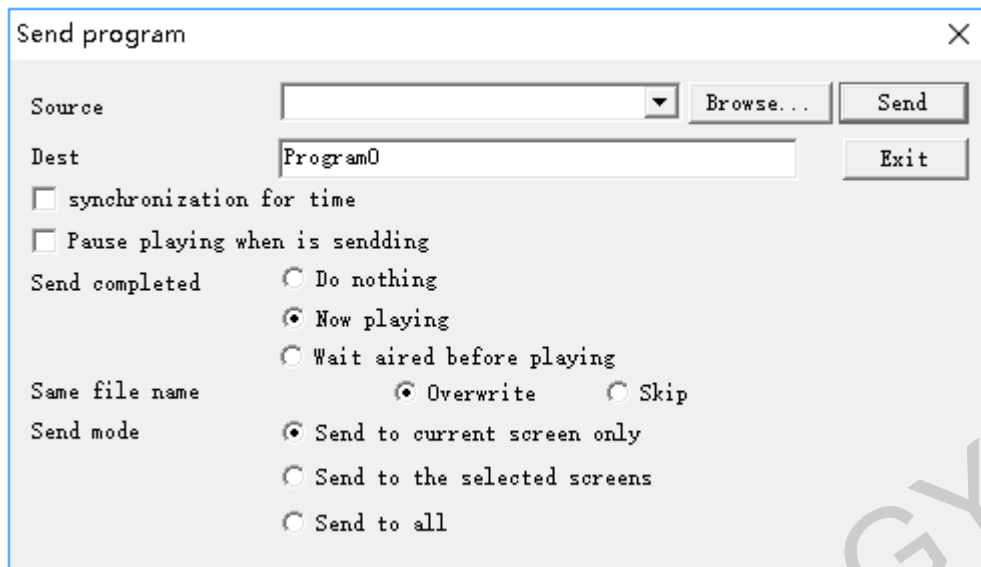 Send program
Source Browse... Send
Dest Program0 Exit
synchronization for time
Pause playing when is sendding
Send completed Do nothing
Now playing
Wait aired before playing
Same file name Overwrite Skip
Send mode Send to current screen only
Send to the selected screens
Send to all
GY